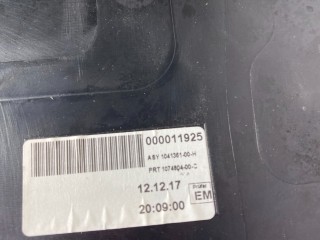 000011925
ASY 1041361-00-H
PRT 1074804-00-C
12.12.17
EM
20:09:00